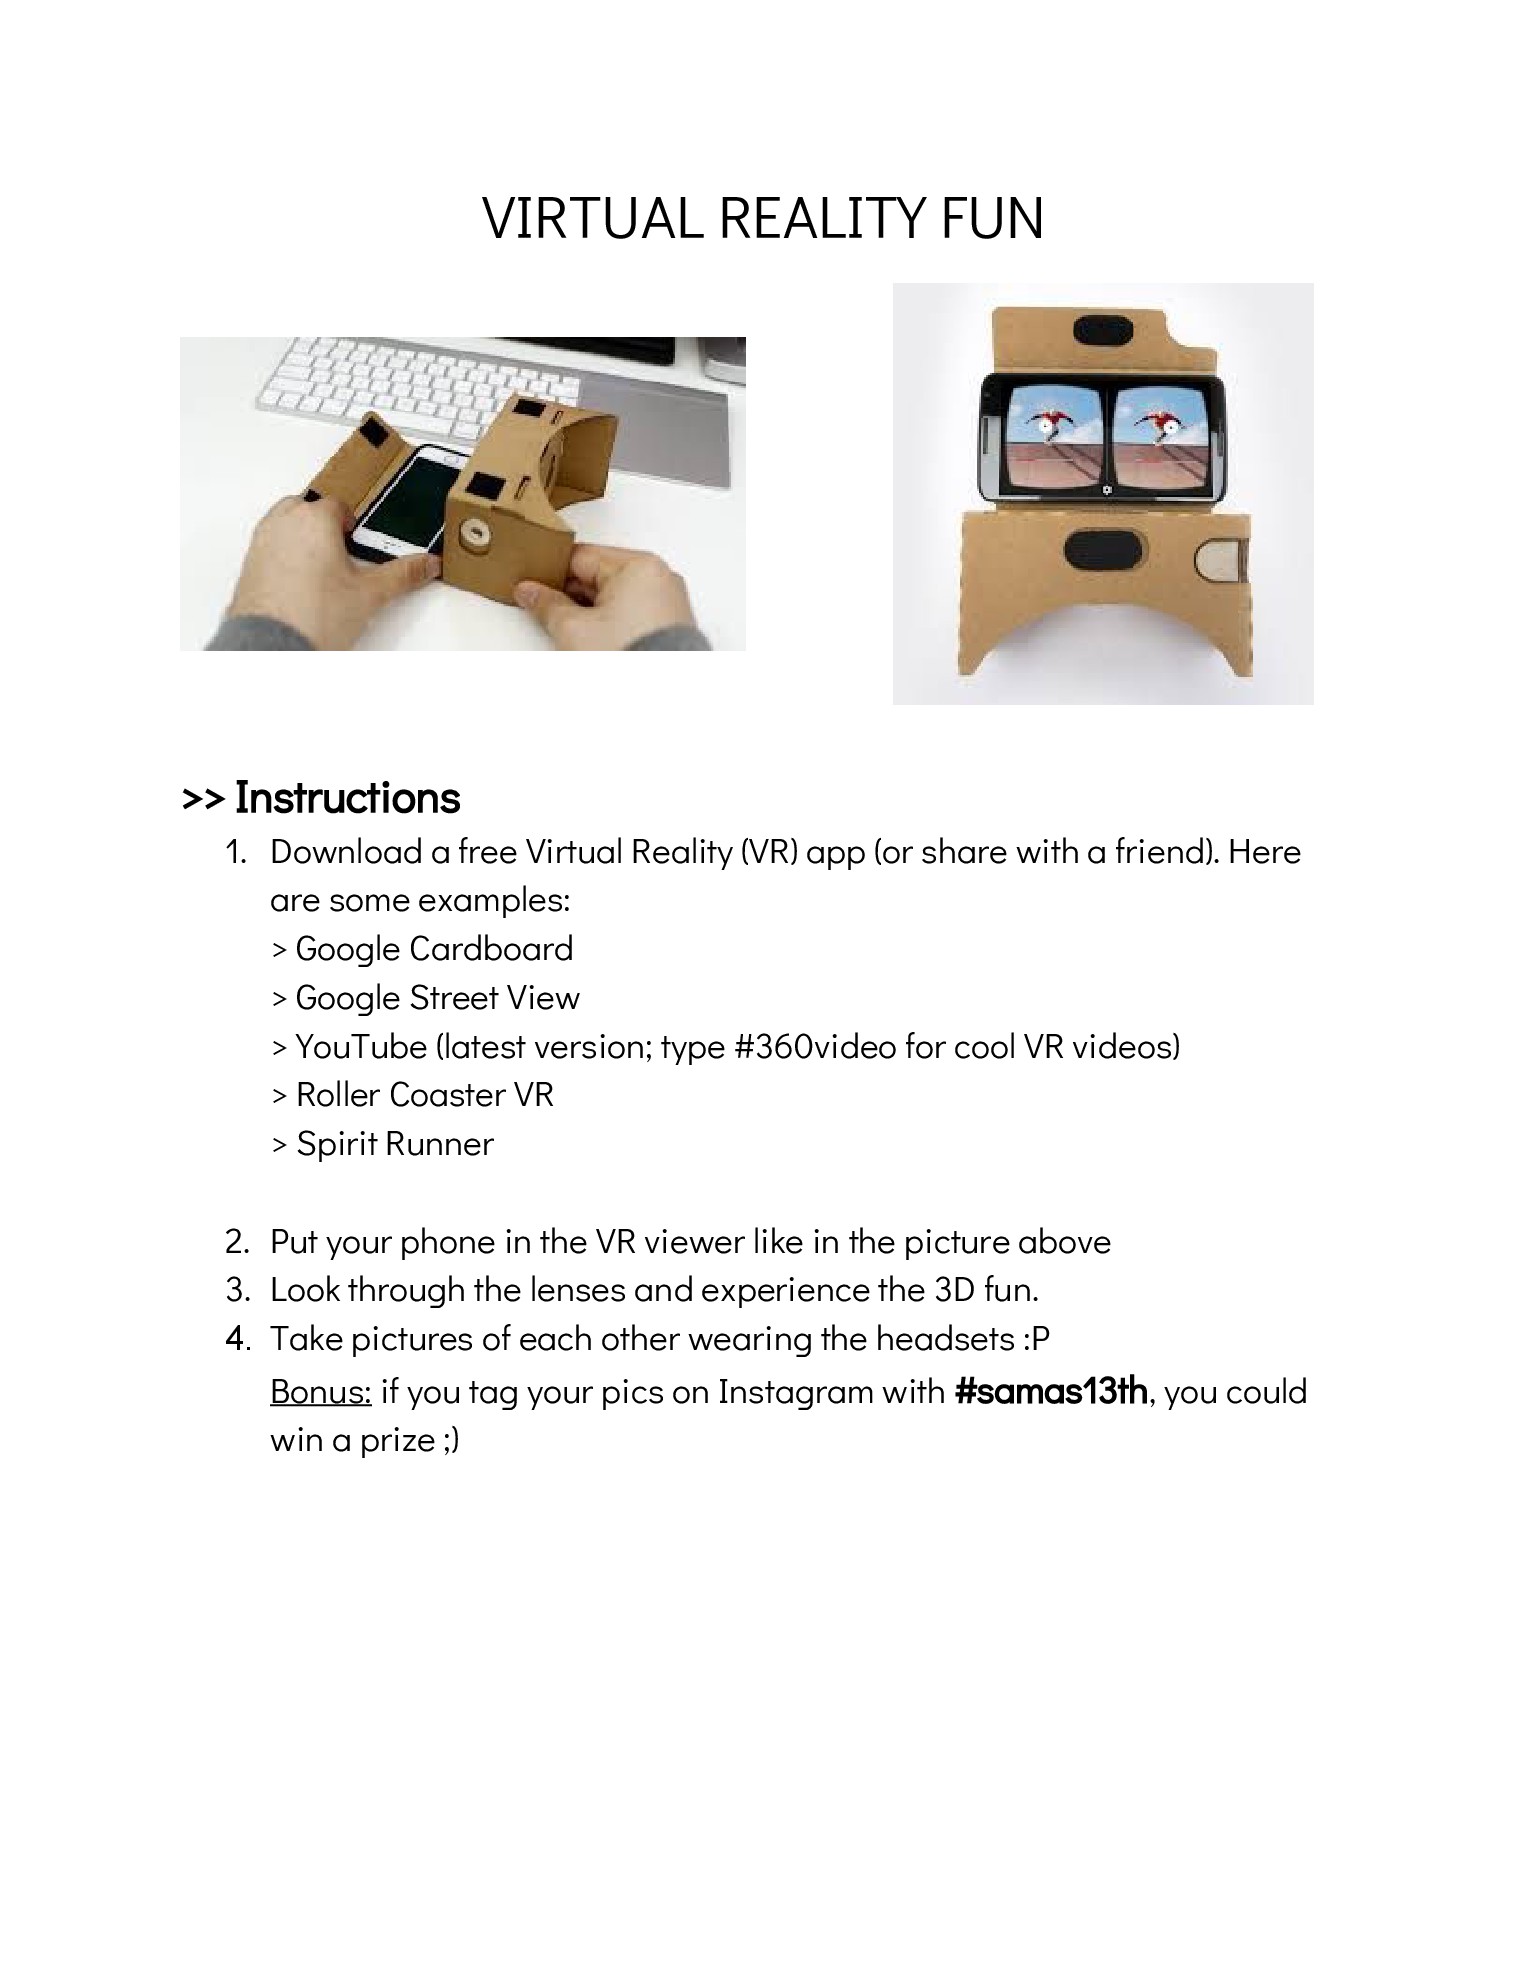 VIRTUAL REALITY FUN
>> Instructions
1. Download a free Virtual Reality (VR) app (or share with a friend). Here
are some examples:
> Google Cardboard
> Google Street View
> YouTube (latest version; type #360video for cool VR videos)
> Roller Coaster VR
> Spirit Runner
2. Put your phone in the VR viewer like in the picture above
3. Look through the lenses and experience the 3D fun.
4. Take pictures of each other wearing the headsets :P
Bonus: if you tag your pics on Instagram with #samas13th, you could
win a prize ;)